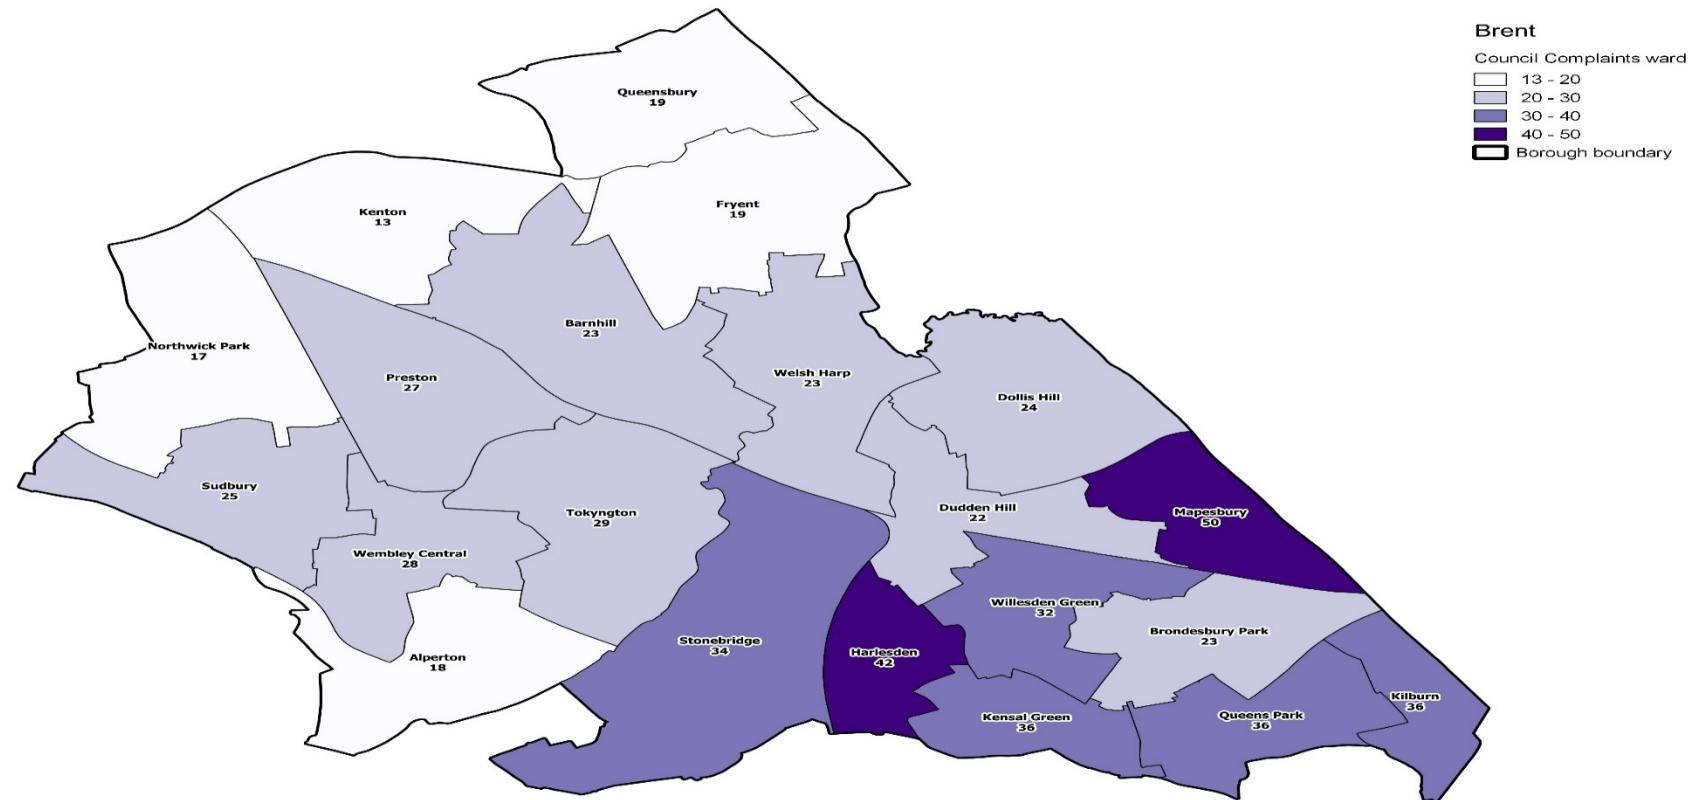 Brent
Council Complaints ward
13 - 20
20 - 30
30 - 40
40 - 50
Borough boundary
Queensbury
19
Kenton
13
Fryent
19
Northwick Park
17
Barnhill
23
Preston
27
Welsh Harp
23
Dollis Hill
24
Sudbury
25
Tokyngton
29
Dudden Hill
22
Mapesbury
50
Wembley Central
28
Willesden Green
32
Brondesbury Park
23
Stonebridge
34
Harlesden
42
Alperton
18
Kilburn
36
Kensal Green
36
Queens Park
36